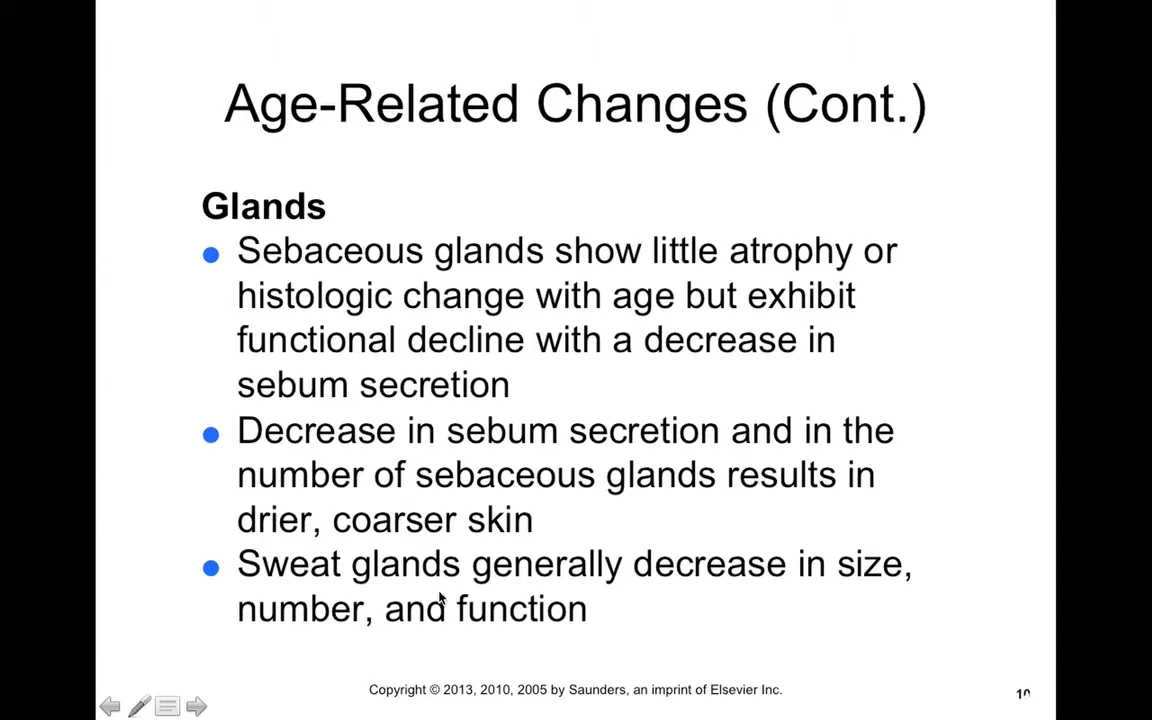 Age-Related Changes (Cont.)
Glands
● Sebaceous glands show little atrophy or
histologic change with age but exhibit
functional decline with a decrease in
sebum secretion
● Decrease in sebum secretion and in the
number of sebaceous glands results in
drier, coarser skin
● Sweat glands generally decrease in size,
number, and function
Copyright © 2013, 2010, 2005 by Saunders, an imprint of Elsevier Inc.